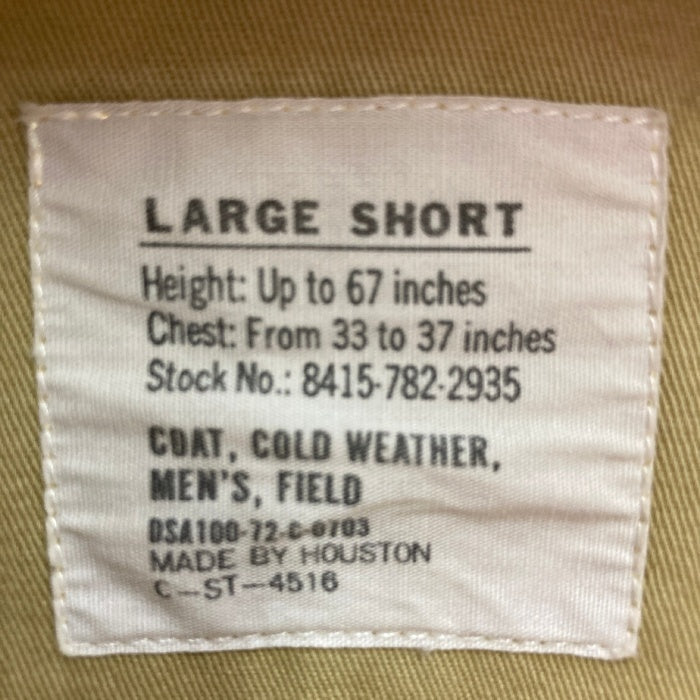 LARGE SHORT
Height: Up to 67 inches
Chest: From 33 to 37 inches
Stock No.: 8415-782-2935
COAT, COLD WEATHER,
MEN'S, FIELD
DSA100-72-C-0703
MADE BY HOUSTON
C-ST-4516